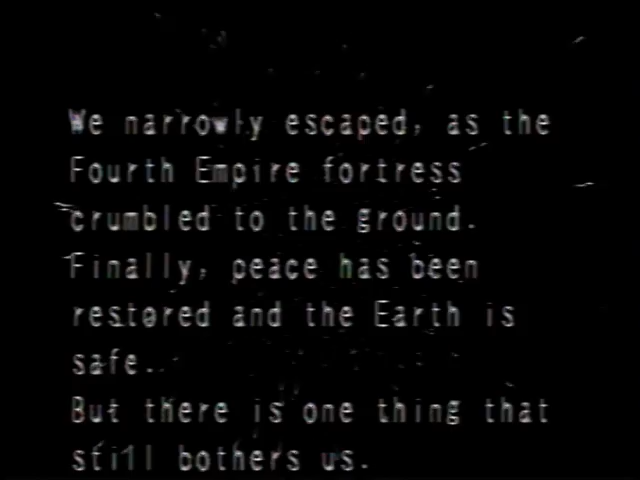 We narrowly escaped, as the
Fourth Empire fortress
crumbled to the ground.
Finally, peace has been
restored and the Earth is
safe.
But there is one thing that
still bothers us.